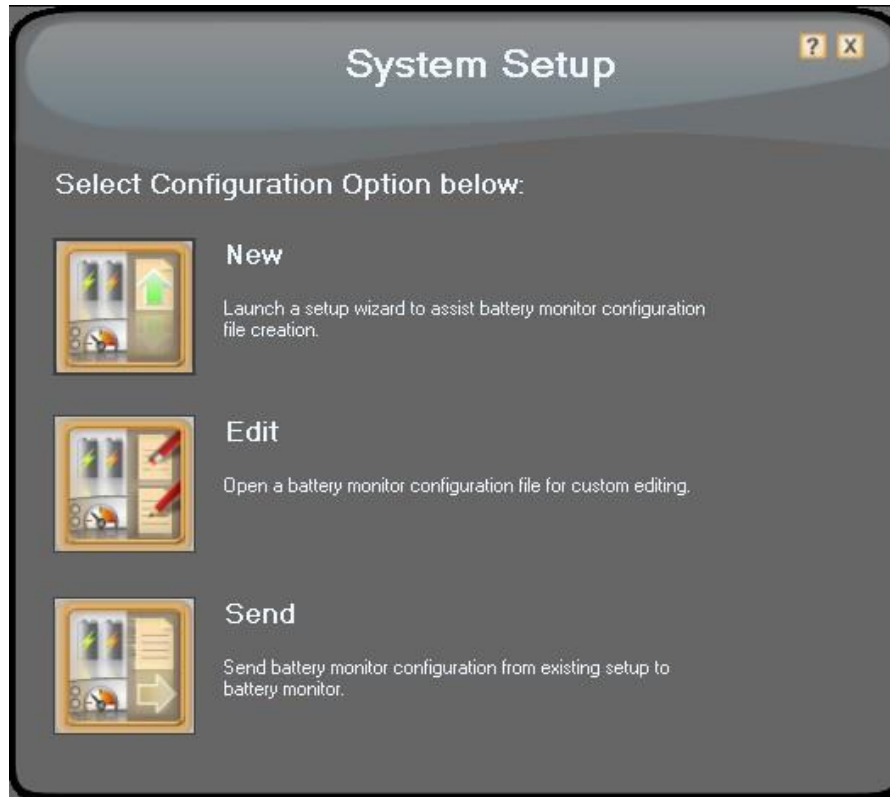 System Setup
? X
Select Configuration Option below:
New
Launch a setup wizard to assist battery monitor configuration
file creation.
Edit
Open a battery monitor configuration file for custom editing.
Send
Send battery monitor configuration from existing setup to
battery monitor.